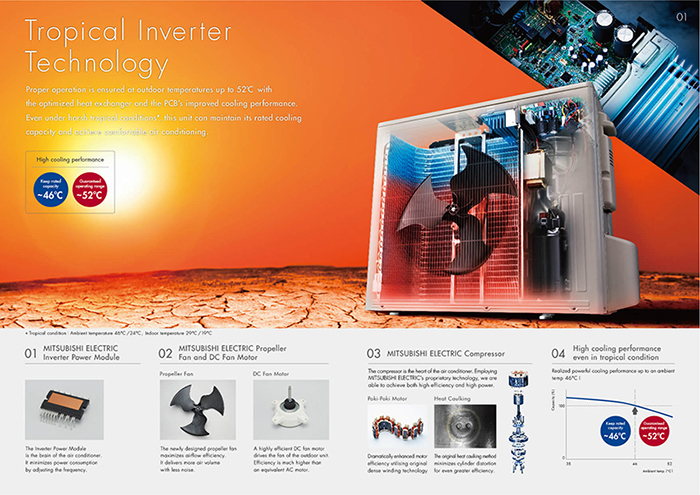 01
Tropical Inverter
Technology
Proper operation is ensured at outdoor temperatures up to 52°C with
the optimized heat exchanger and the PCB's improved cooling performance.
Even under harsh "tropical conditions*" this unit can maintain its rated cooling
capacity and achieve comfortable air conditioning.
High cooling performance
Keep rated
capacity
~46℃
Guaranteed
operating range
~52℃
* Tropical condition : Ambient temperature 46℃/24℃, Indoor temperature 29℃/19℃
01 MITSUBISHI ELECTRIC
Inverter Power Module
The Inverter Power Module
is the brain of the air conditioner.
It minimizes power consumption
by adjusting the frequency.
02 MITSUBISHI ELECTRIC Propeller
Fan and DC Fan Motor
Propeller Fan
The newly designed propeller fan
maximizes airflow efficiency.
It delivers more air volume
with less noise.
DC Fan Motor
A highly efficient DC fan motor
drives the fan of the outdoor unit.
Efficiency is much higher than
an equivalent AC motor.
03 MITSUBISHI ELECTRIC Compressor
The compressor is the heart of the air conditioner. Employing
MITSUBISHI ELECTRIC's proprietary technology, we are
able to achieve both high efficiency and high power.
Poki-Poki Motor
Dramatically enhanced motor
efficiency utilising original
dense winding technology
Heat Caulking
The original heat caulking method
minimizes cylinder distortion
for even greater efficiency.
04 High cooling performance
even in tropical condition
Realized powerful cooling performance up to an ambient
temp 46℃ !
Capacity (%)
100
Keep rated
capacity
~46℃
Guaranteed
operating range
~52℃
35 46 52
Ambient temp. (℃)